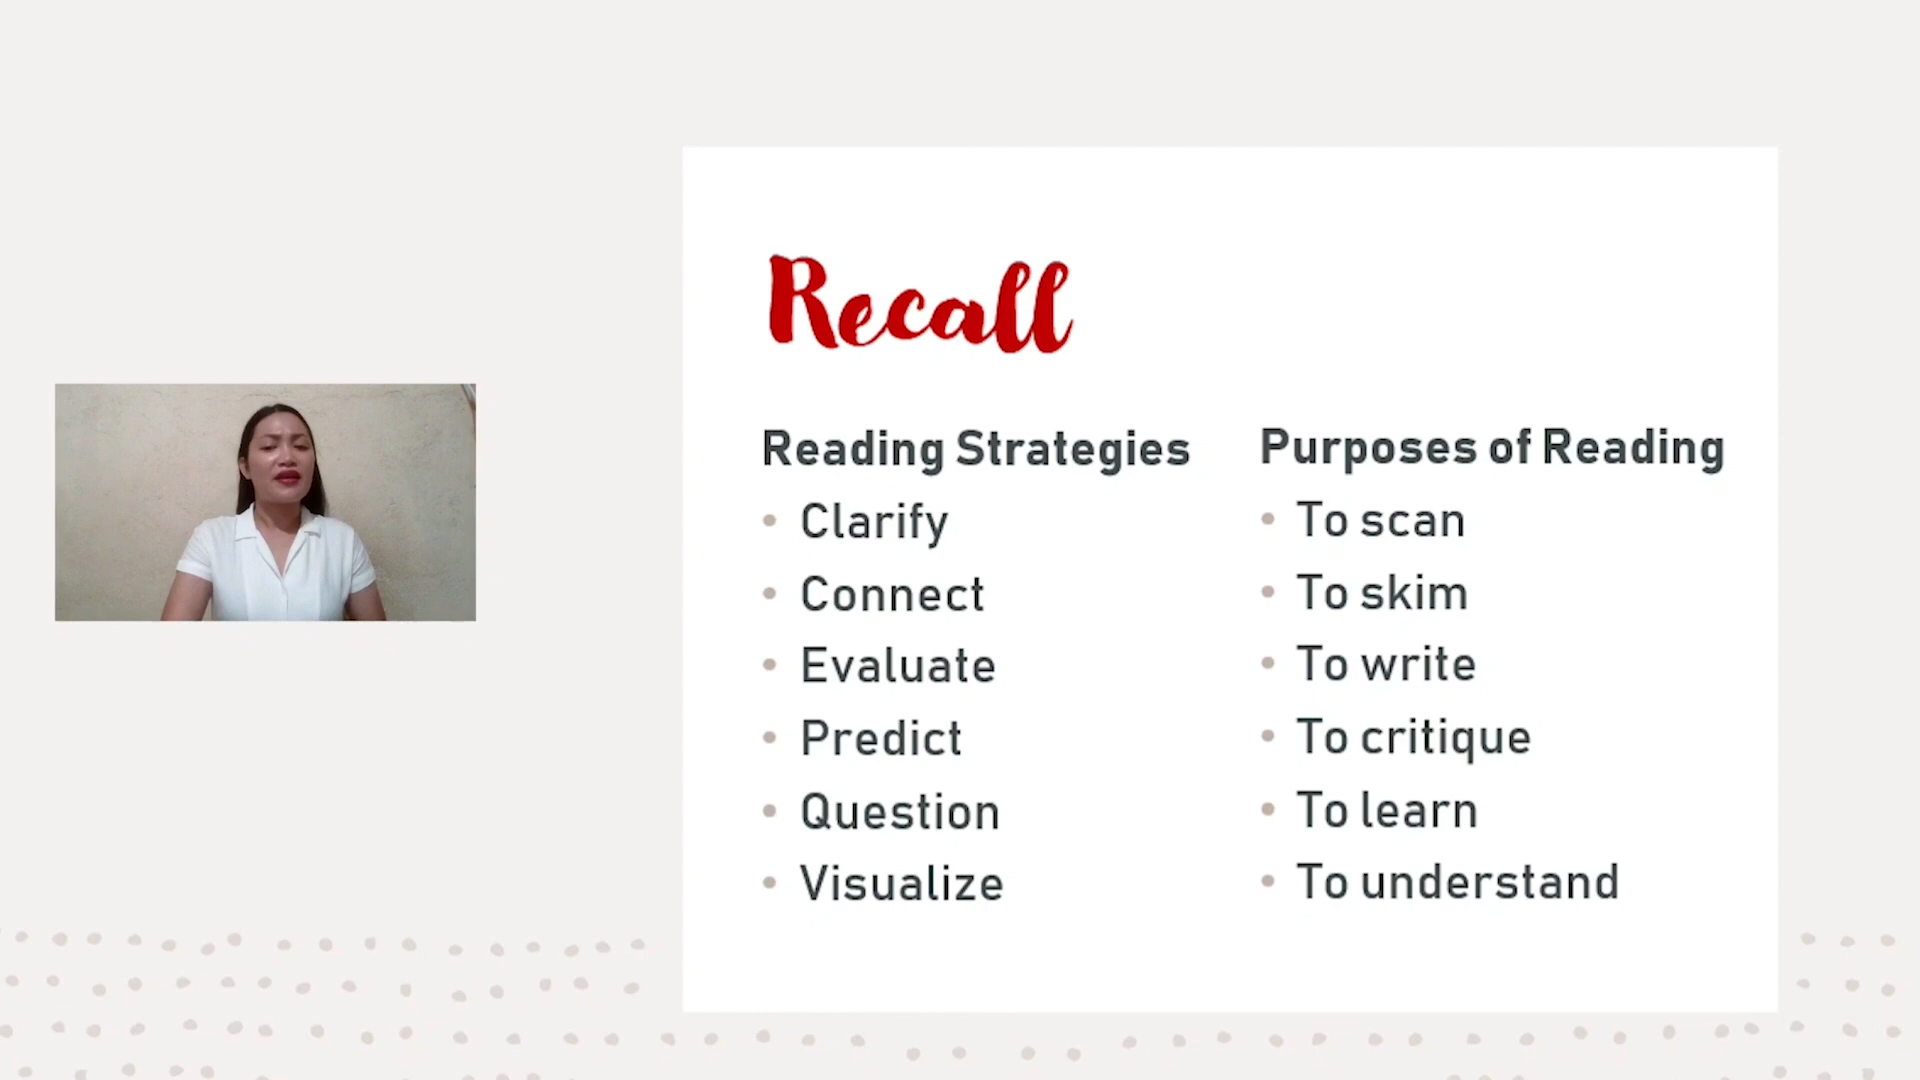 Recall
Reading Strategies
• Clarify
• Connect
• Evaluate
• Predict
• Question
• Visualize
Purposes of Reading
• To scan
• To skim
• To write
• To critique
• To learn
• To understand